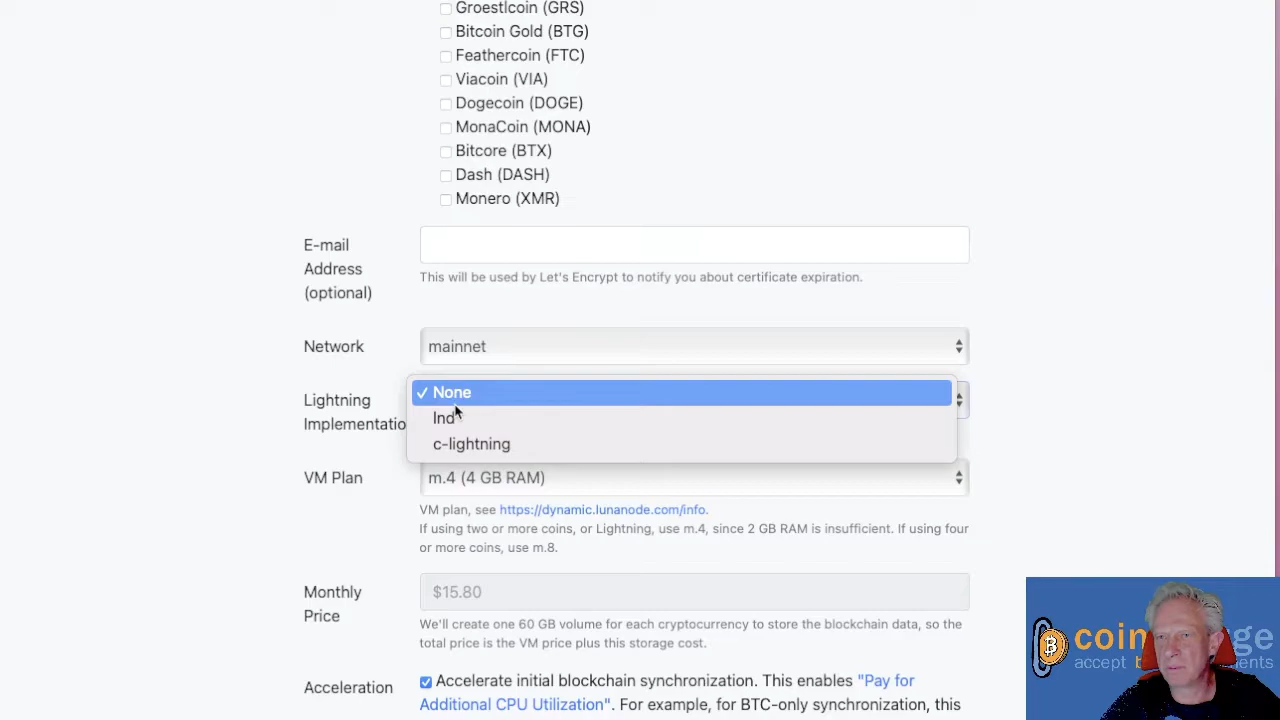 Groestlcoin (GRS)
Bitcoin Gold (BTG)
Feathercoin (FTC)
Viacoin (VIA)
Dogecoin (DOGE)
MonaCoin (MONA)
Bitcore (BTX)
Dash (DASH)
Monero (XMR)
E-mail
Address
(optional)
This will be used by Let's Encrypt to notify you about certificate expiration.
Network
mainnet
Lightning
Implementatio
✓ None
lnd
c-lightning
VM Plan
m.4 (4 GB RAM)
VM plan, see https://dynamic.lunanode.com/info.
If using two or more coins, or Lightning, use m.4, since 2 GB RAM is insufficient. If using four
or more coins, use m.8.
Monthly
Price
$15.80
We'll create one 60 GB volume for each cryptocurrency to store the blockchain data, so the
total price is the VM price plus this storage cost.
Acceleration
Accelerate initial blockchain synchronization. This enables "Pay for
Additional CPU Utilization". For example, for BTC-only synchronization, this
coin
accept